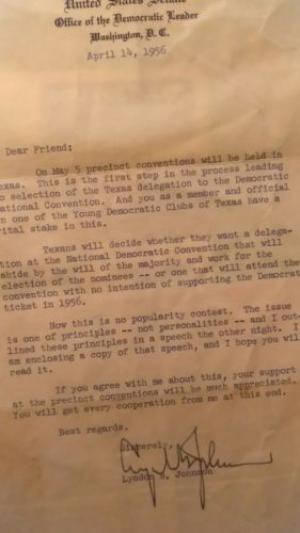 United States Senate
Office of the Democratic Leader
Washington, D. C.
April 14, 1956
Dear Friend:
On May 5 precinct conventions will be held in
Texas. This is the first step in the process leading
to selection of the Texas delegation to the Democratic
National Convention. And you as a member and official
in one of the Young Democratic Clubs of Texas have a
vital stake in this.
Texans will decide whether they want a delega-
tion at the National Democratic Convention that will
abide by the will of the majority and work for the
election of the nominees -- or one that will attend the
convention with no intention of supporting the Democrat
ticket in 1956.
Now this is no popularity contest. The issue
is one of principles -- not personalities -- and I out-
lined these principles in a speech the other night. I
am enclosing a copy of that speech, and I hope you will
read it.
If you agree with me about this, your support
at the precinct conventions will be much appreciated.
You will get every cooperation from me at this end.
Best regards.
Sincerely,
Lyndon B. Johnson
Lyndon B. Johnson